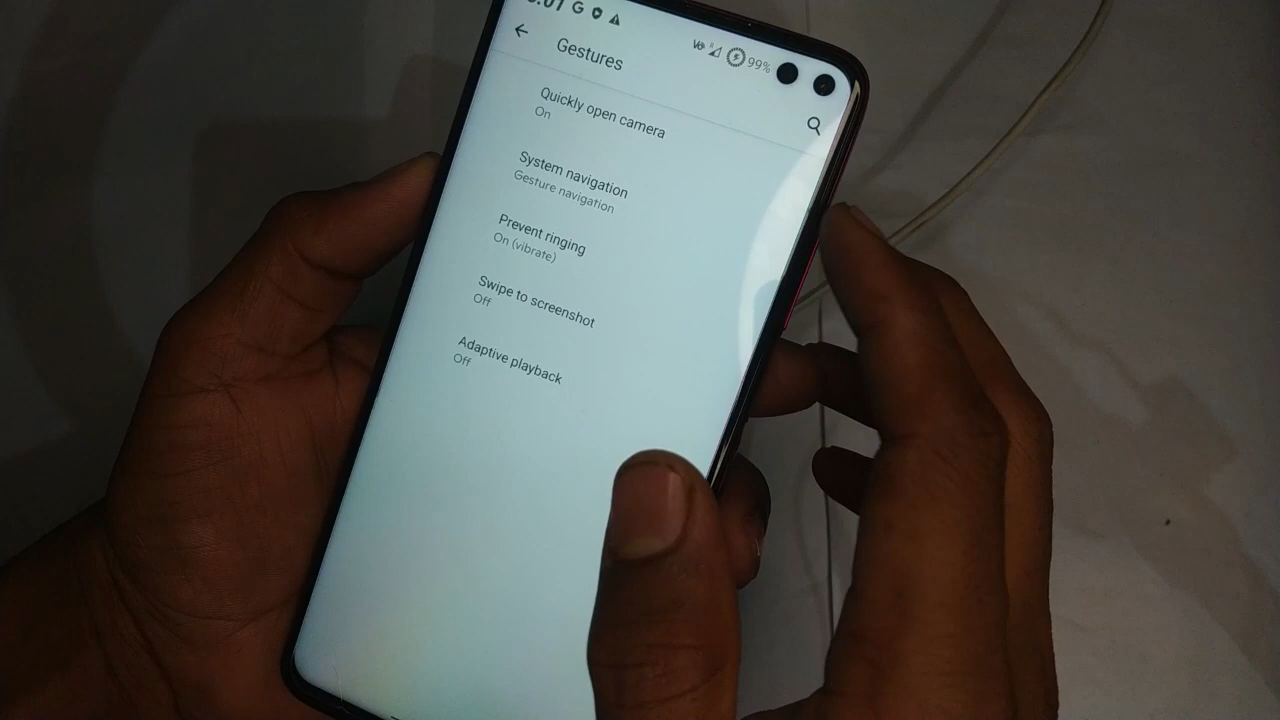 99%
Gestures
Quickly open camera
On
System navigation
Gesture navigation
Prevent ringing
On (vibrate)
Swipe to screenshot
Off
Adaptive playback
Off